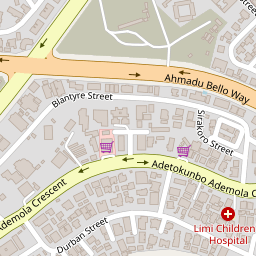 Ahmadu Bello Way
Blantyre Street
Sirakoro Street
Adetokunbo Ademola C
Ademola Crescent
Limi Children
Hospital
Durban Street